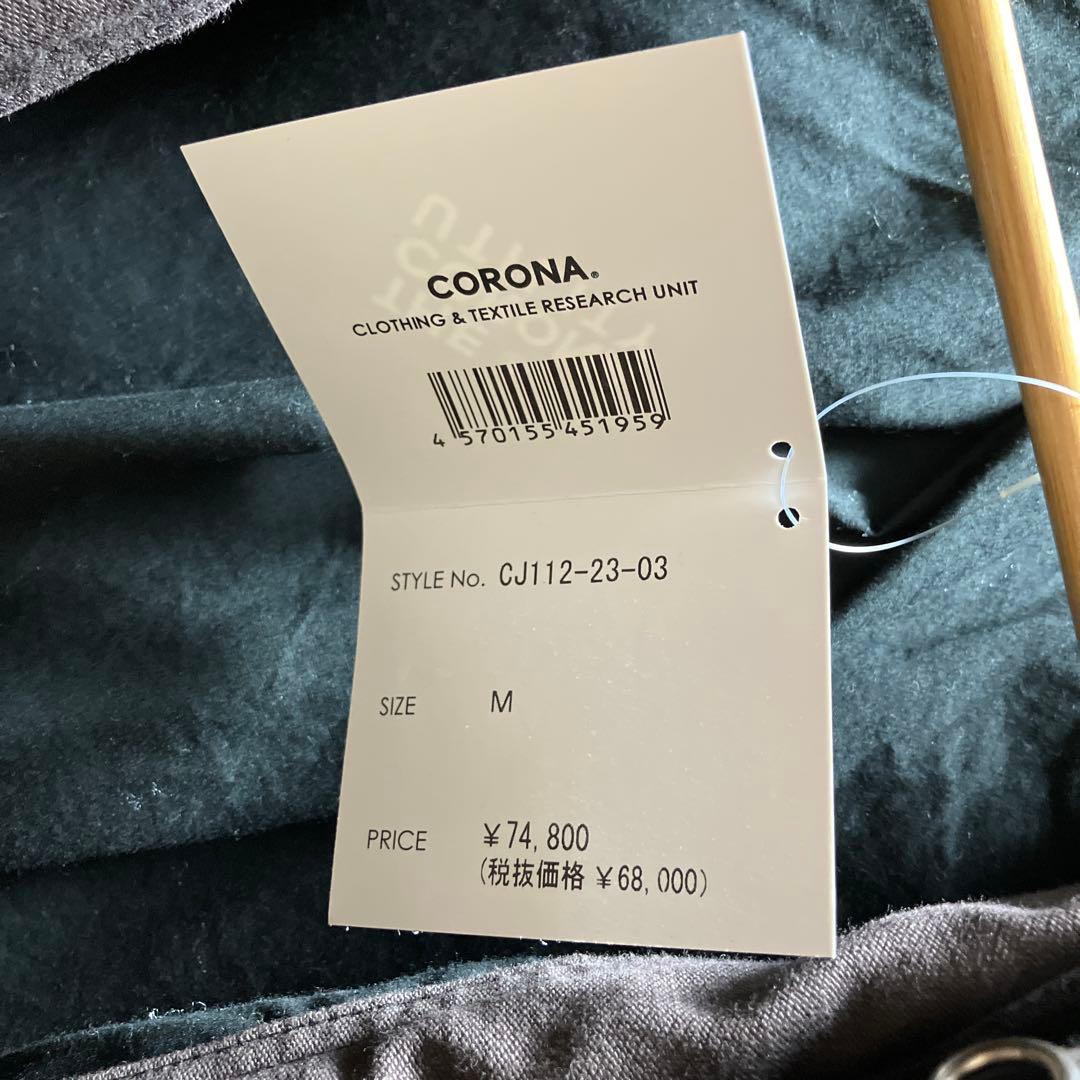 CORONA®
CLOTHING & TEXTILE RESEARCH UNIT
4 570155 451959
STYLE No. CJ112-23-03
SIZE M
PRICE ¥74,800
(税抜価格 ¥68,000)